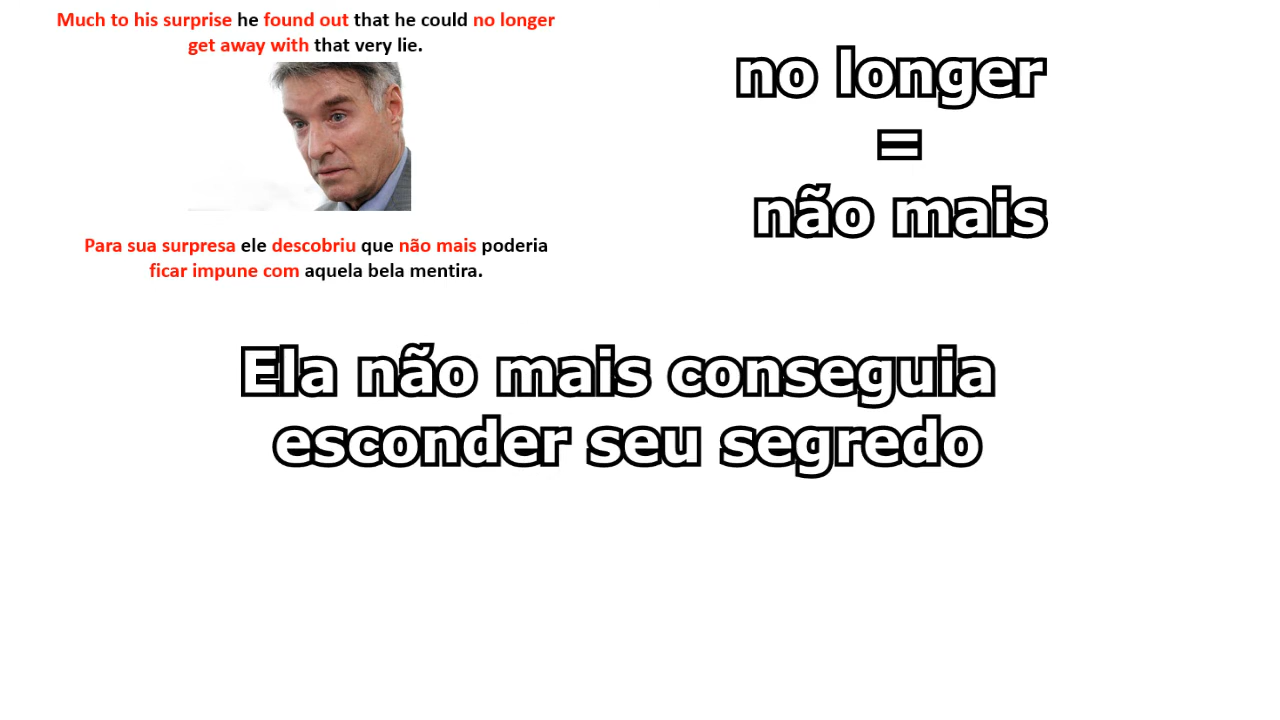 Much to his surprise he found out that he could no longer
get away with that very lie.
Para sua surpresa ele descobriu que não mais poderia
ficar impune com aquela bela mentira.
no longer
=
não mais
Ela não mais conseguia
esconder seu segredo